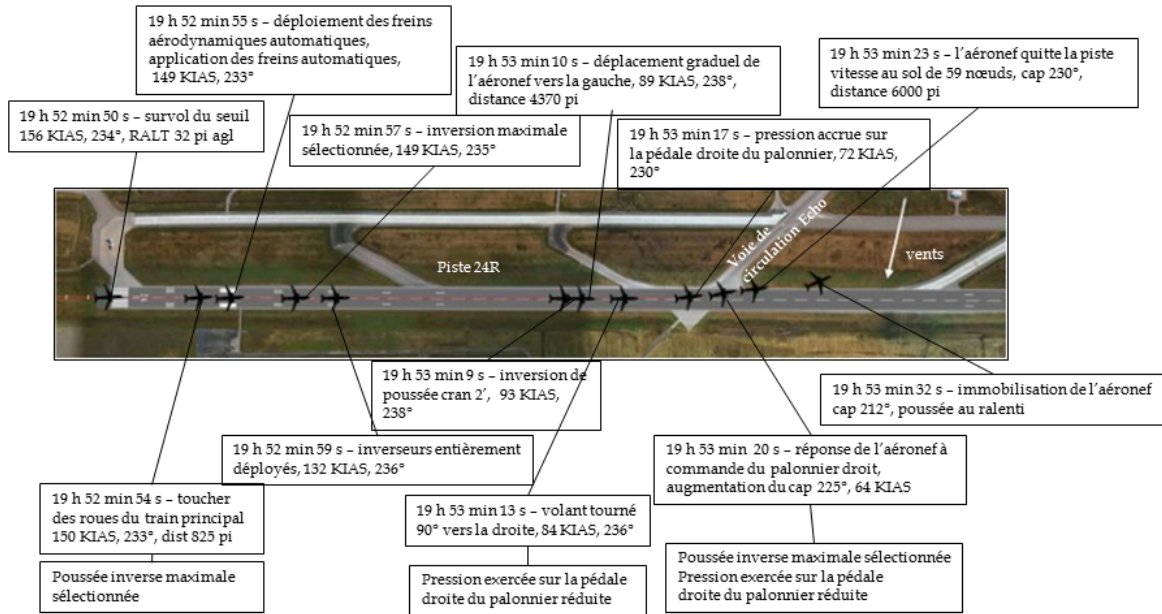 19 h 52 min 55 s – déploiement des freins
aérodynamiques automatiques,
application des freins automatiques,
149 KIAS, 233°
19 h 53 min 10 s – déplacement graduel de
l'aéronef vers la gauche, 89 KIAS, 238°,
distance 4370 pi
19 h 53 min 23 s – l'aéronef quitte la piste
vitesse au sol de 59 nœuds, cap 230°,
distance 6000 pi
19 h 52 min 50 s – survol du seuil
156 KIAS, 234°, RALT 32 pi agl
19 h 52 min 57 s – inversion maximale
sélectionnée, 149 KIAS, 235°
19 h 53 min 17 s – pression accrue sur
la pédale droite du palonnier, 72 KIAS,
230°
Piste 24R
Voie de
circulation Echo
vents
19 h 53 min 9 s – inversion de
poussée cran 2', 93 KIAS,
238°
19 h 53 min 32 s – immobilisation de l'aéronef
cap 212°, poussée au ralenti
19 h 52 min 59 s – inverseurs entièrement
déployés, 132 KIAS, 236°
19 h 53 min 20 s – réponse de l'aéronef à
commande du palonnier droit,
augmentation du cap 225°, 64 KIAS
19 h 52 min 54 s – toucher
des roues du train principal
150 KIAS, 233°, dist 825 pi
19 h 53 min 13 s – volant tourné
90° vers la droite, 84 KIAS, 236°
Poussée inverse maximale
sélectionnée
Pression exercée sur la pédale
droite du palonnier réduite
Poussée inverse maximale sélectionnée
Pression exercée sur la pédale
droite du palonnier réduite